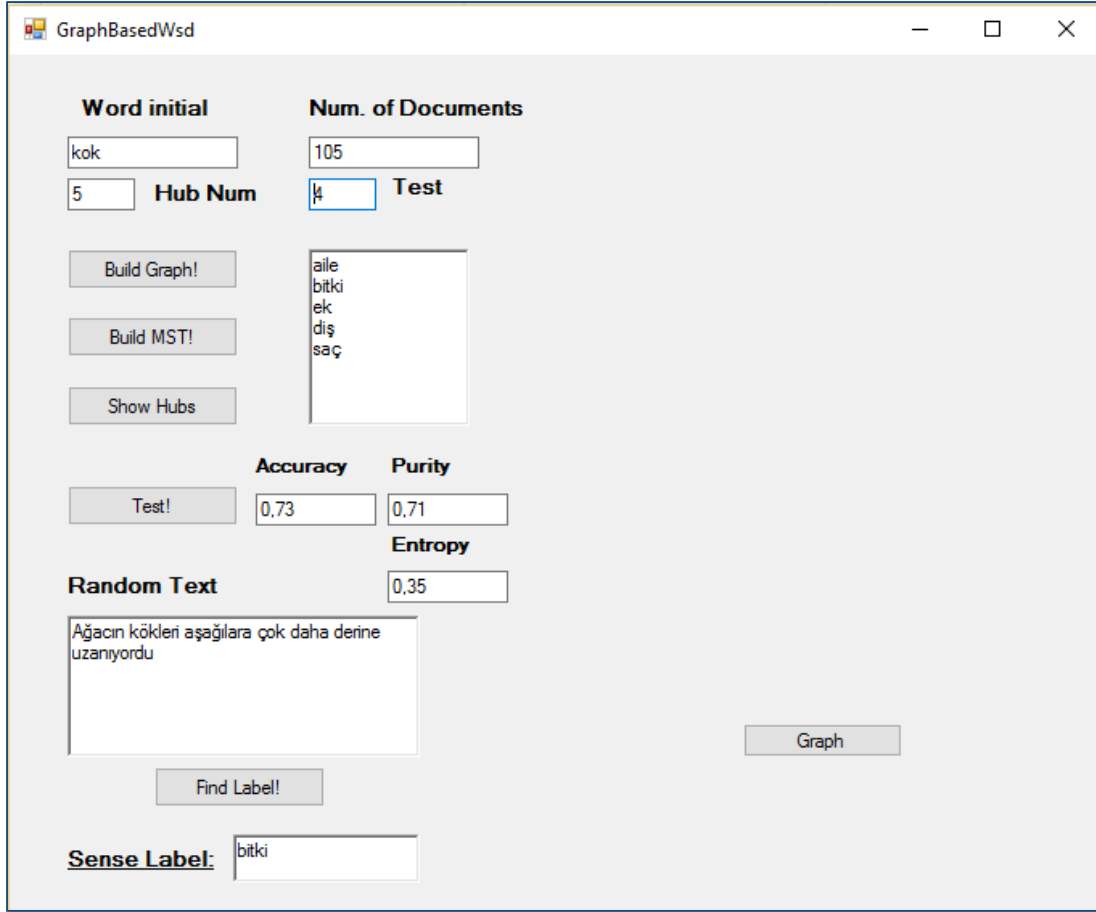 GraphBasedWsd
Word initial
Num. of Documents
kok
105
5
Hub Num
4
Test
Build Graph!
Build MST!
Show Hubs
aile
bitki
ek
diş
saç
Accuracy
Purity
Test!
0,73
0,71
Entropy
Random Text
0,35
Ağacın kökleri aşağılara çok daha derine
uzanıyordu
Graph
Find Label!
Sense Label:
bitki